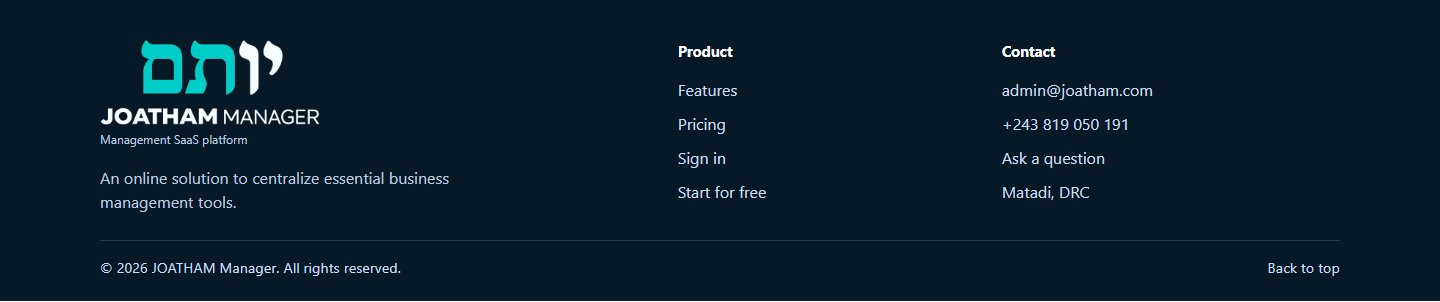 יותם
JOATHAM MANAGER
Management SaaS platform
An online solution to centralize essential business
management tools.
Product
Features
Pricing
Sign in
Start for free
Contact
admin@joatham.com
+243 819 050 191
Ask a question
Matadi, DRC
© 2026 JOATHAM Manager. All rights reserved.
Back to top